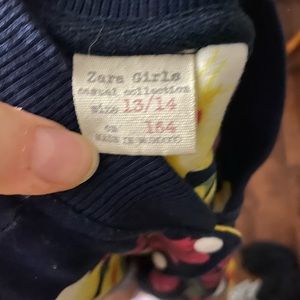 Zara Girls
casual collection
size 13/14
cm 164
MADE IN MOROCCO